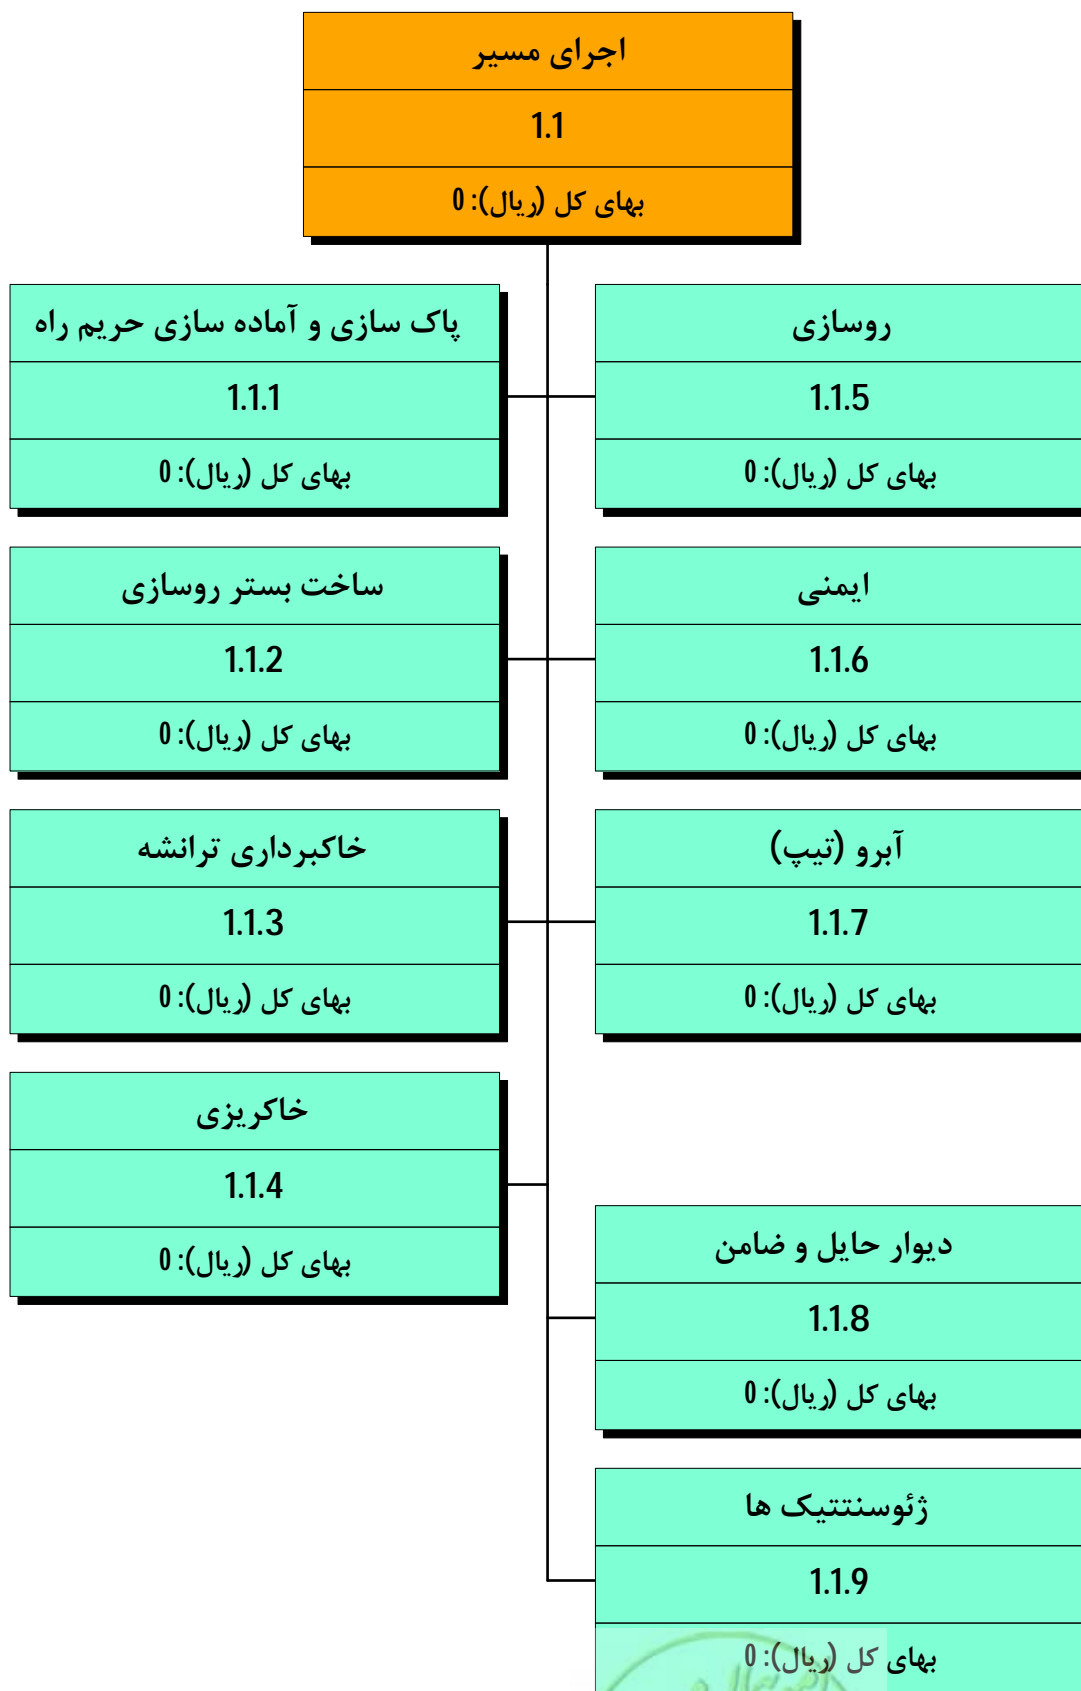 اجرای مسیر
1.1
بهای کل (ریال): 0
پاک سازی و آماده سازی حریم راه
1.1.1
بهای کل (ریال): 0
ساخت بستر روسازی
1.1.2
بهای کل (ریال): 0
خاکبرداری ترانشه
1.1.3
بهای کل (ریال): 0
خاکریزی
1.1.4
بهای کل (ریال): 0
روسازی
1.1.5
بهای کل (ریال): 0
ایمنی
1.1.6
بهای کل (ریال): 0
آبرو (تیپ)
1.1.7
بهای کل (ریال): 0
دیوار حایل و ضامن
1.1.8
بهای کل (ریال): 0
ژئوسنتتیک ها
1.1.9
بهای کل (ریال): 0